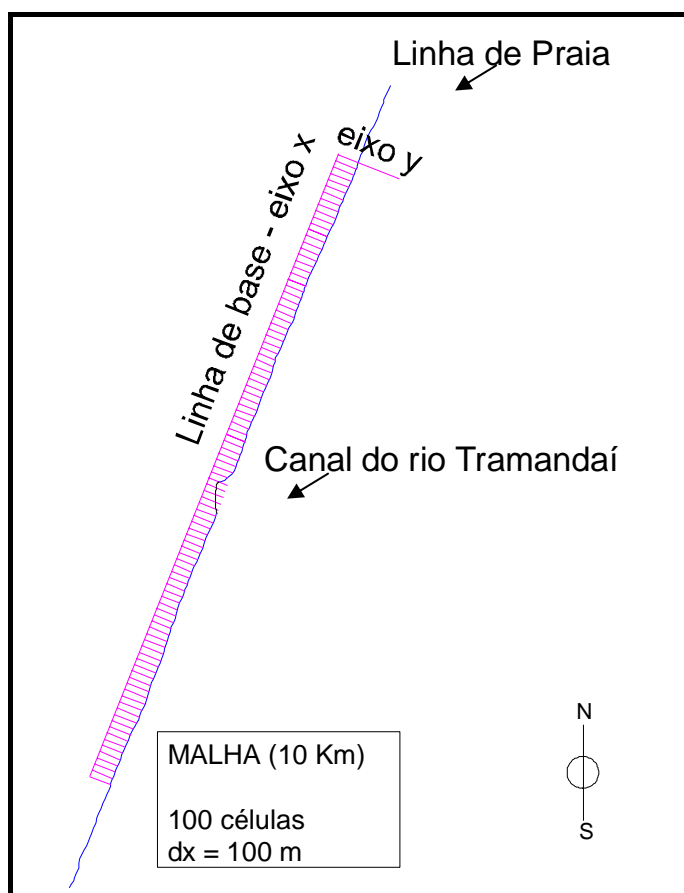 Linha de Praia
eixo y
Linha de base - eixo x
Canal do rio Tramandaí
MALHA (10 Km)
100 células
dx = 100 m
N
S